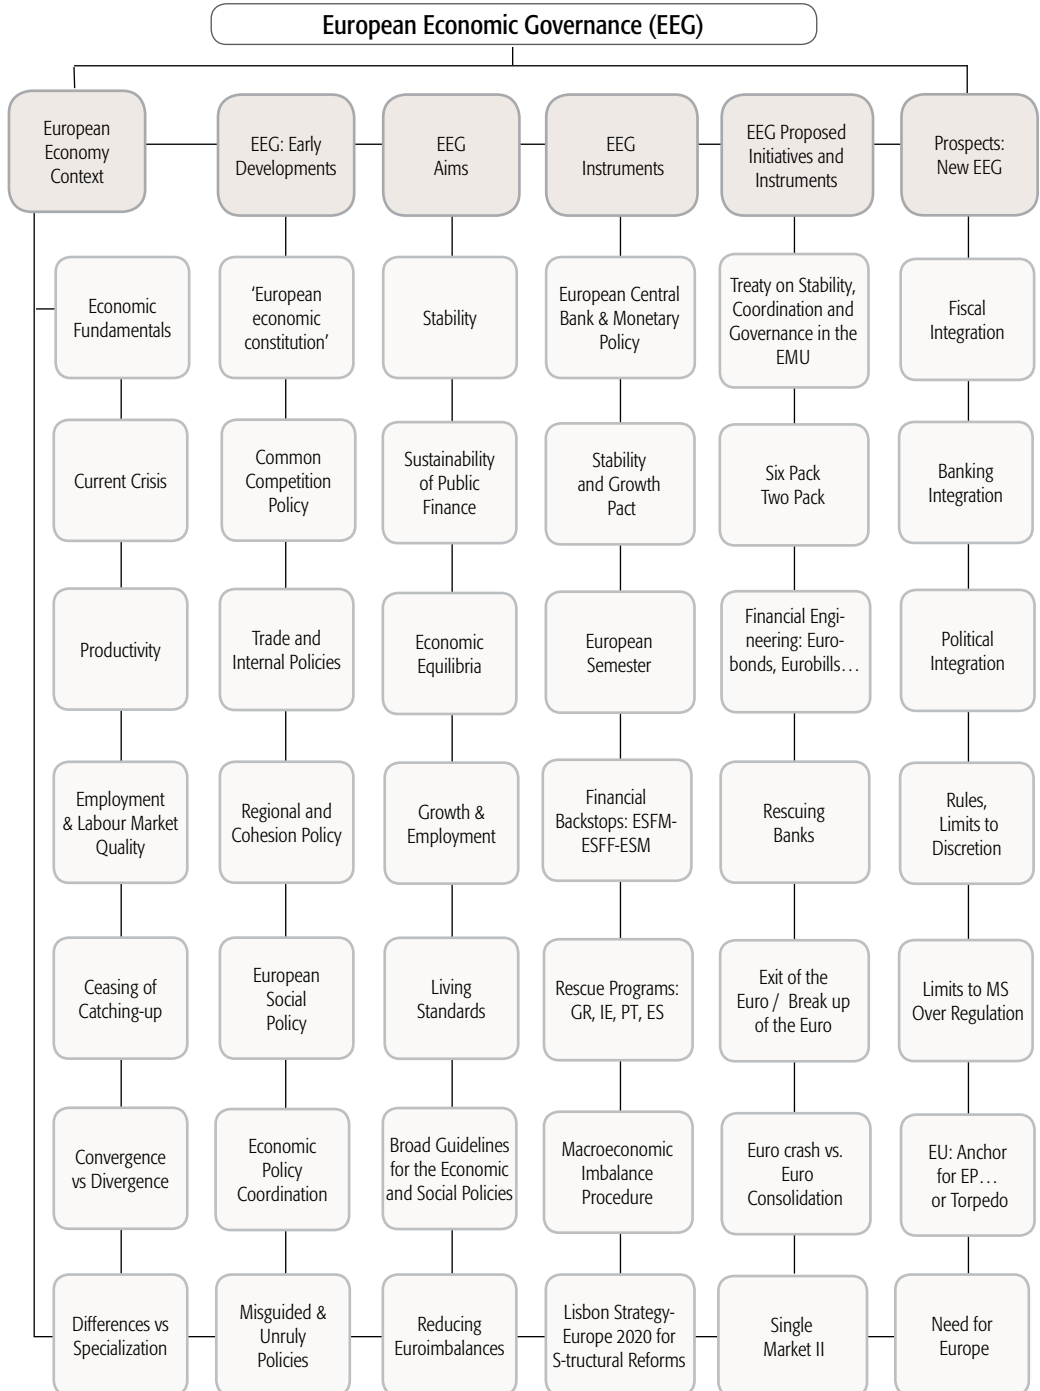 European Economic Governance (EEG)
European
Economy
Context
EEG: Early
Developments
EEG
Aims
EEG
Instruments
EEG Proposed
Initiatives and
Instruments
Prospects:
New EEG
Economic
Fundamentals
'European
economic
constitution'
Stability
European Central
Bank & Monetary
Policy
Treaty on Stability,
Coordination and
Governance in the
EMU
Fiscal
Integration
Current Crisis
Common
Competition
Policy
Sustainability
of Public
Finance
Stability
and Growth
Pact
Six Pack
Two Pack
Banking
Integration
Productivity
Trade and
Internal Policies
Economic
Equilibria
European
Semester
Financial Engi-
neering: Euro-
bonds, Eurobills…
Political
Integration
Employment
& Labour Market
Quality
Regional and
Cohesion Policy
Growth &
Employment
Financial
Backstops: ESFM-
ESFF-ESM
Rescuing
Banks
Rules,
Limits to
Discretion
Ceasing of
Catching-up
European
Social
Policy
Living
Standards
Rescue Programs:
GR, IE, PT, ES
Exit of the
Euro / Break up
of the Euro
Limits to MS
Over Regulation
Convergence
vs Divergence
Economic
Policy
Coordination
Broad Guidelines
for the Economic
and Social Policies
Macroeconomic
Imbalance
Procedure
Euro crash vs.
Euro
Consolidation
EU: Anchor
for EP…
or Torpedo
Differences vs
Specialization
Misguided &
Unruly
Policies
Reducing
Euroimbalances
Lisbon Strategy-
Europe 2020 for
S-tructural Reforms
Single
Market II
Need for
Europe